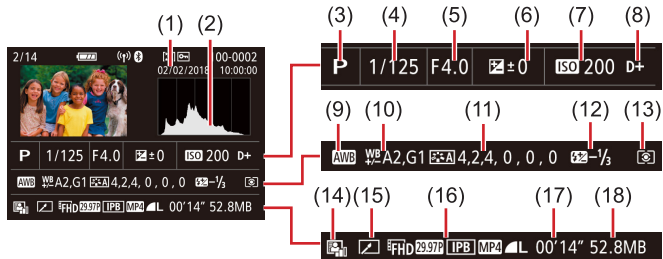 (1) (2)
2/14 00-0002
02/02/2018 10:00:00
P 1/125 F4.0 ±0 ISO 200 D+
AWB WB +/- A2,G1 A 4,2,4, 0, 0, 0 -1/3
FHD 29.97P IPB MP4 L 00'14" 52.8MB
(3) (4) (5) (6) (7) (8)
P 1/125 F4.0 ±0 ISO 200 D+
(9) (10) (11) (12) (13)
AWB WB +/- A2,G1 A 4,2,4, 0, 0, 0 -1/3
(14) (15) (16) (17) (18)
FHD 29.97P IPB MP4 L 00'14" 52.8MB